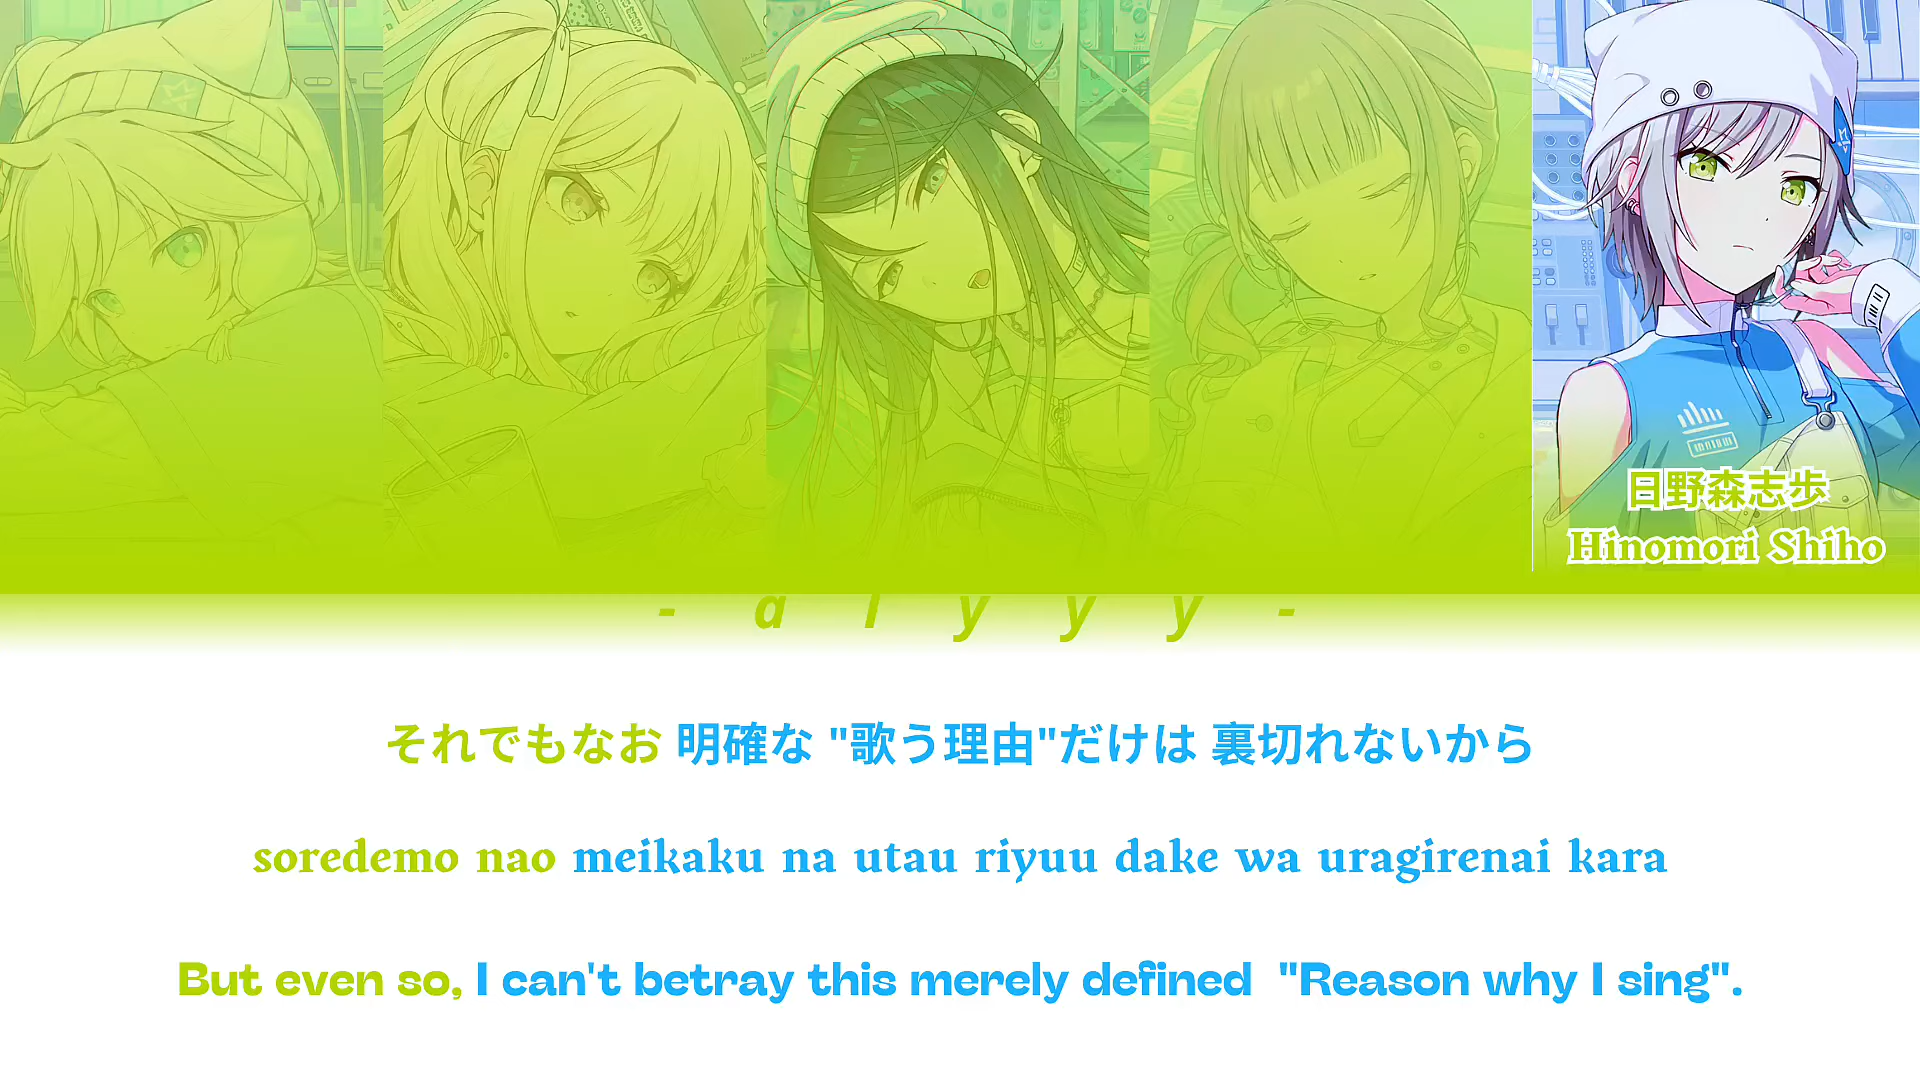 日野森志歩
Hinomori Shiho
- a l y y y -
それでもなお 明確な "歌う理由"だけは 裏切れないから
soredemo nao meikaku na utau riyuu dake wa uragirenai kara
But even so, I can't betray this merely defined "Reason why I sing".